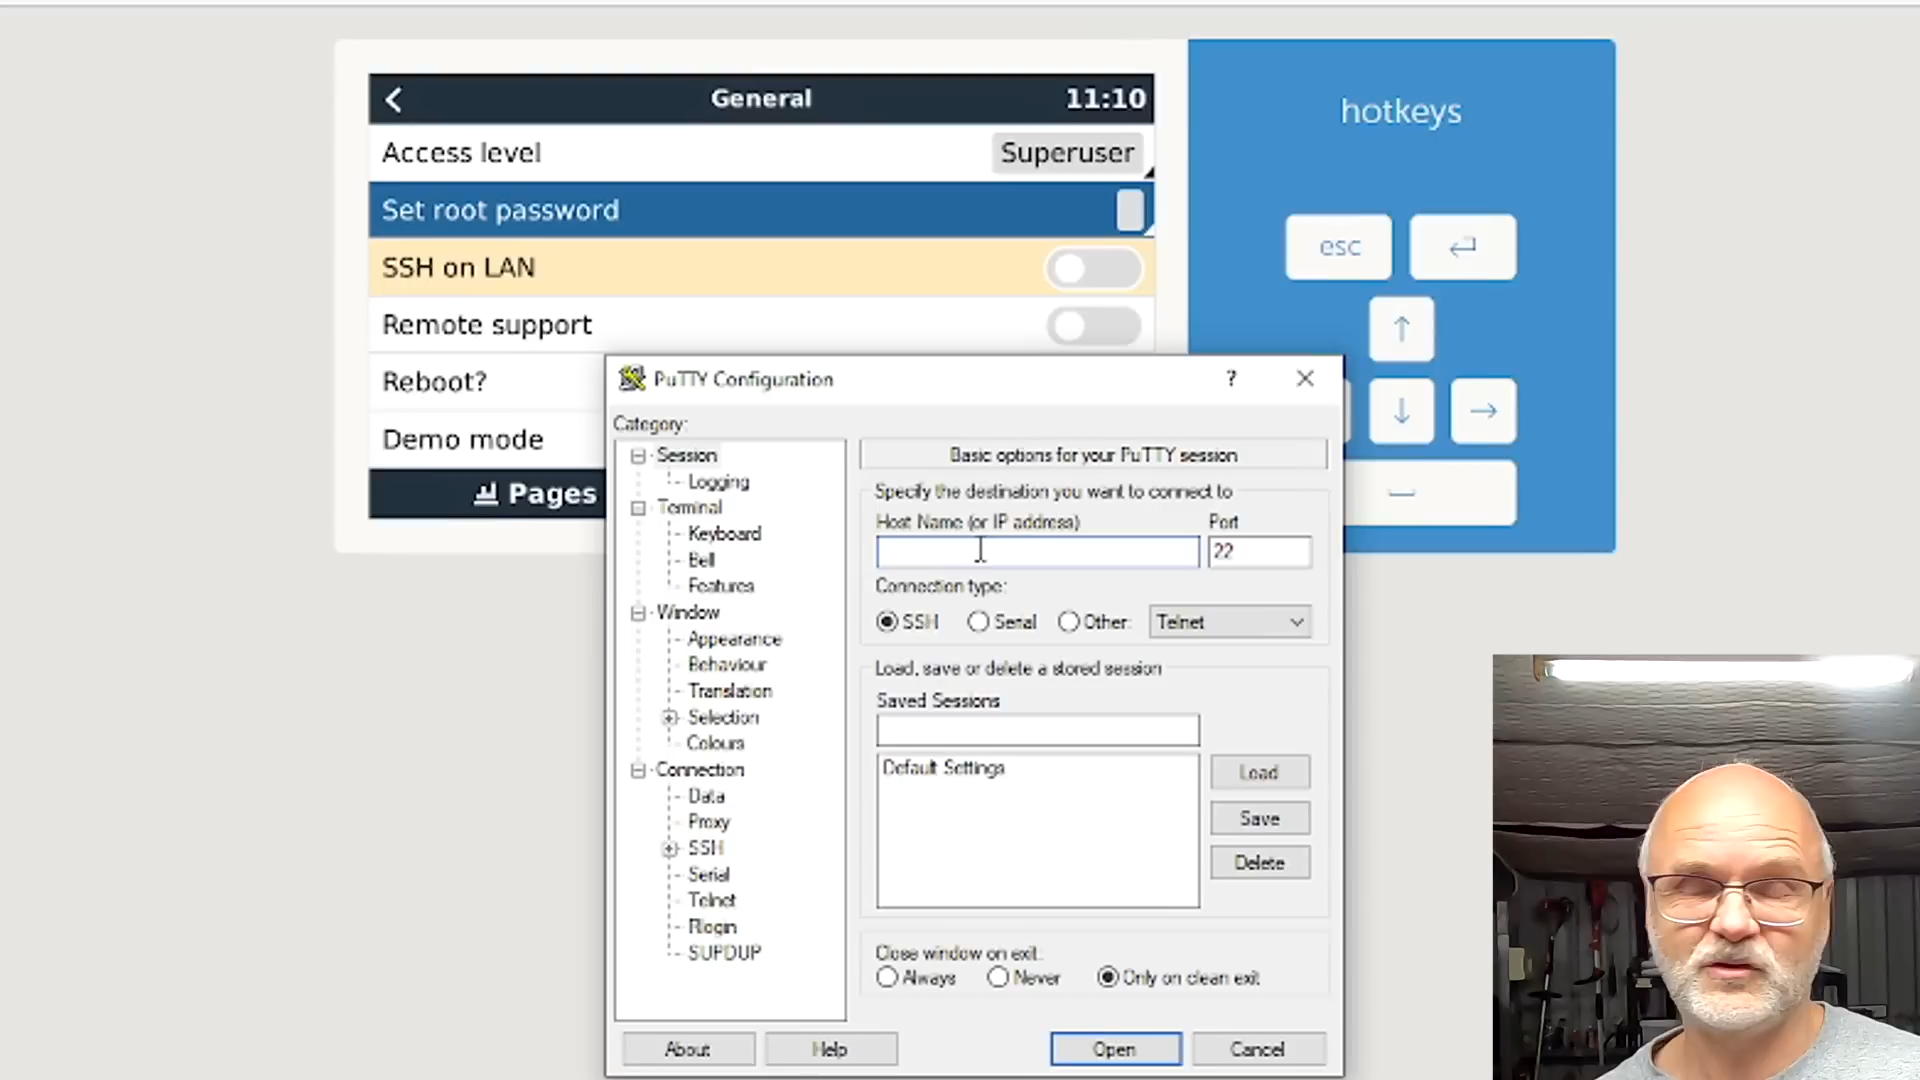 General
11:10
Access level
Superuser
Set root password
SSH on LAN
Remote support
Reboot?
Demo mode
Pages
hotkeys
esc
PuTTY Configuration
?
Category:
Session
Logging
Terminal
Keyboard
Bell
Features
Window
Appearance
Behaviour
Translation
Selection
Colours
Connection
Data
Proxy
SSH
Serial
Telnet
Rlogin
SUPDUP
Basic options for your PuTTY session
Specify the destination you want to connect to
Host Name (or IP address)
Port
22
Connection type:
SSH
Serial
Other:
Telnet
Load, save or delete a stored session
Saved Sessions
Default Settings
Load
Save
Delete
Close window on exit:
Always
Never
Only on clean exit
About
Help
Open
Cancel